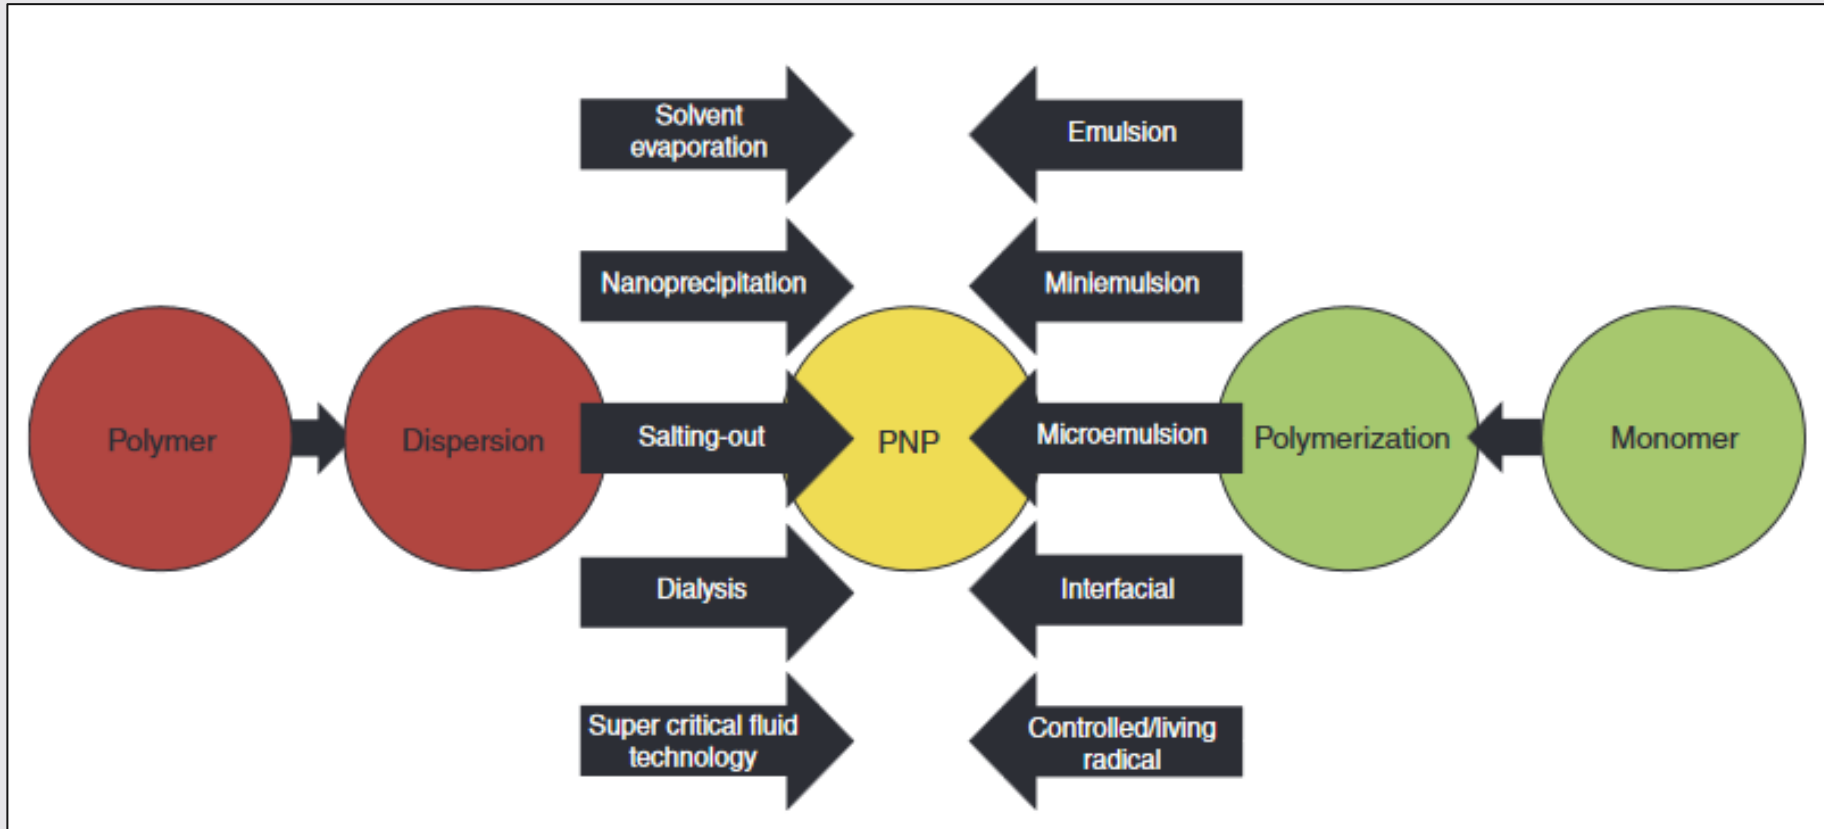 Solvent
evaporation
Emulsion
Nanoprecipitation
Miniemulsion
Polymer
Dispersion
Salting-out
PNP
Microemulsion
Polymerization
Monomer
Dialysis
Interfacial
Super critical fluid
technology
Controlled/living
radical